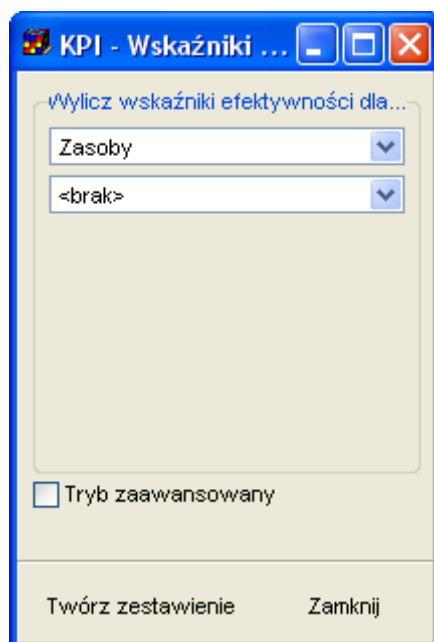 KPI - Wskaźniki ...
Wylicz wskaźniki efektywności dla...
Zasoby
<brak>
Tryb zaawansowany
Twórz zestawienie Zamknij